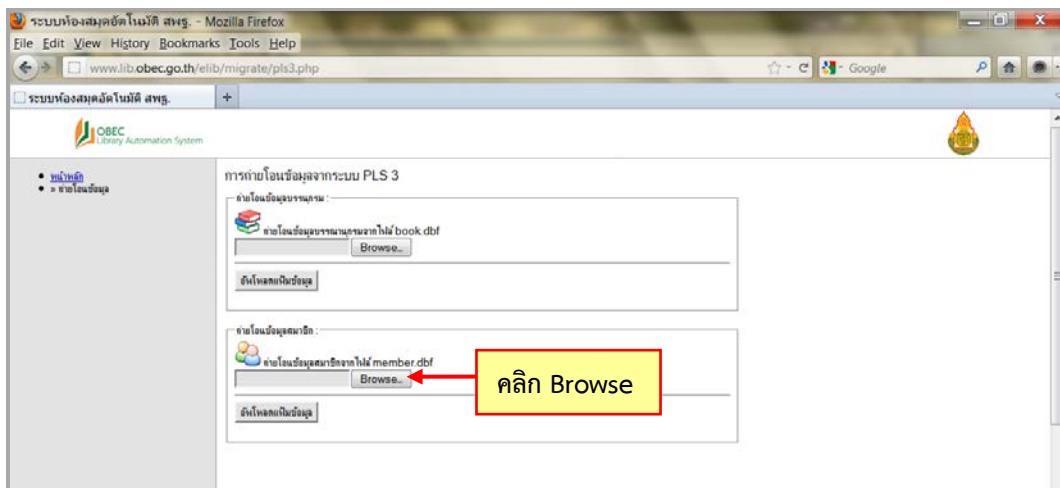 ระบบห้องสมุดอัตโนมัติ สพฐ. - Mozilla Firefox
File Edit View History Bookmarks Tools Help
www.lib.obec.go.th/elib/migrate/pls3.php
Google
ระบบห้องสมุดอัตโนมัติ สพฐ.
OBEC
Library Automation System
หน้าหลัก
» ถ่ายโอนข้อมูล
การถ่ายโอนข้อมูลจากระบบ PLS 3
ถ่ายโอนข้อมูลบรรณกรม :
ถ่ายโอนข้อมูลบรรณานุกรมจากไฟล์ book.dbf
Browse..
อัพโหลดแฟ้มข้อมูล
ถ่ายโอนข้อมูลสมาชิก :
ถ่ายโอนข้อมูลสมาชิกจากไฟล์ member.dbf
Browse..
คลิก Browse
อัพโหลดแฟ้มข้อมูล